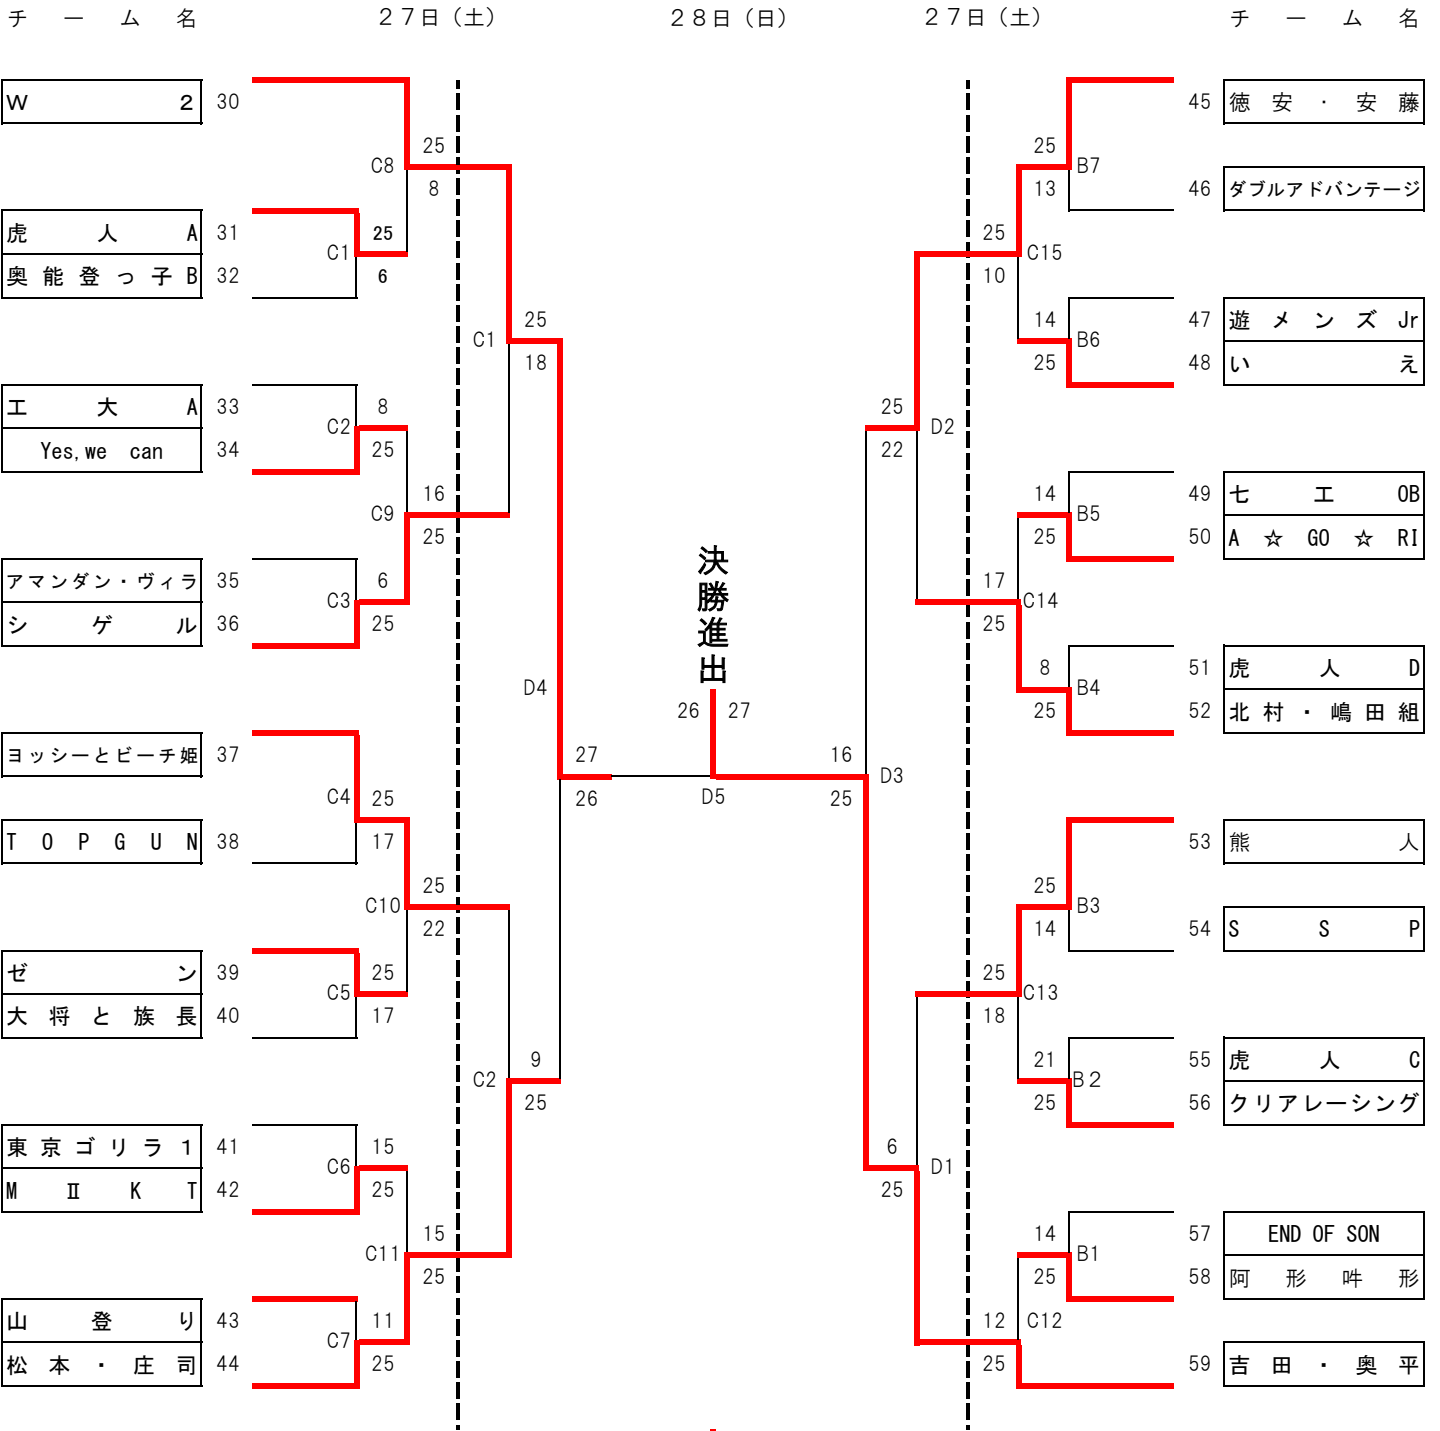 チーム名 27日（土） 28日（日） 27日（土） チーム名
W2 30 45 徳安・安藤
25 25
C8 B7
8 13 46 ダブルアドバンテージ
虎人A 31 25 25
C1 C15
奥能登っ子B 32 6 10
25 14 47 遊メンズJr
C1 B6
18 25 48 いえ
工大A 33 8 25
C2 D2
Yes,we can 34 25 22
16 14 49 七工OB
C9 B5
25 25 50 A☆GO☆RI
決勝進出
アマンダン・ヴィラ 35 6 17
C3 C14
シゲル 36 25 25
8 51 虎人D
D4 B4
26 27 25 52 北村・嶋田組
ヨッシーとビーチ姫 37 27 16
D3
C4 25 26 D5 25
TOPGUN 38 17 53 熊人
25 25
C10 B3
22 14 54 SSP
ゼン 39 25 25
C5 C13
大将と族長 40 17 18
9 21 55 虎人C
C2 B2
25 25 56 クリアレーシング
東京ゴリラ1 41 15 6
C6 D1
MⅡKT 42 25 25
15 14 57 END OF SON
C11 B1
25 25 58 阿形吽形
山登り 43 11 12 C12
C7
松本・庄司 44 25 25 59 吉田・奥平